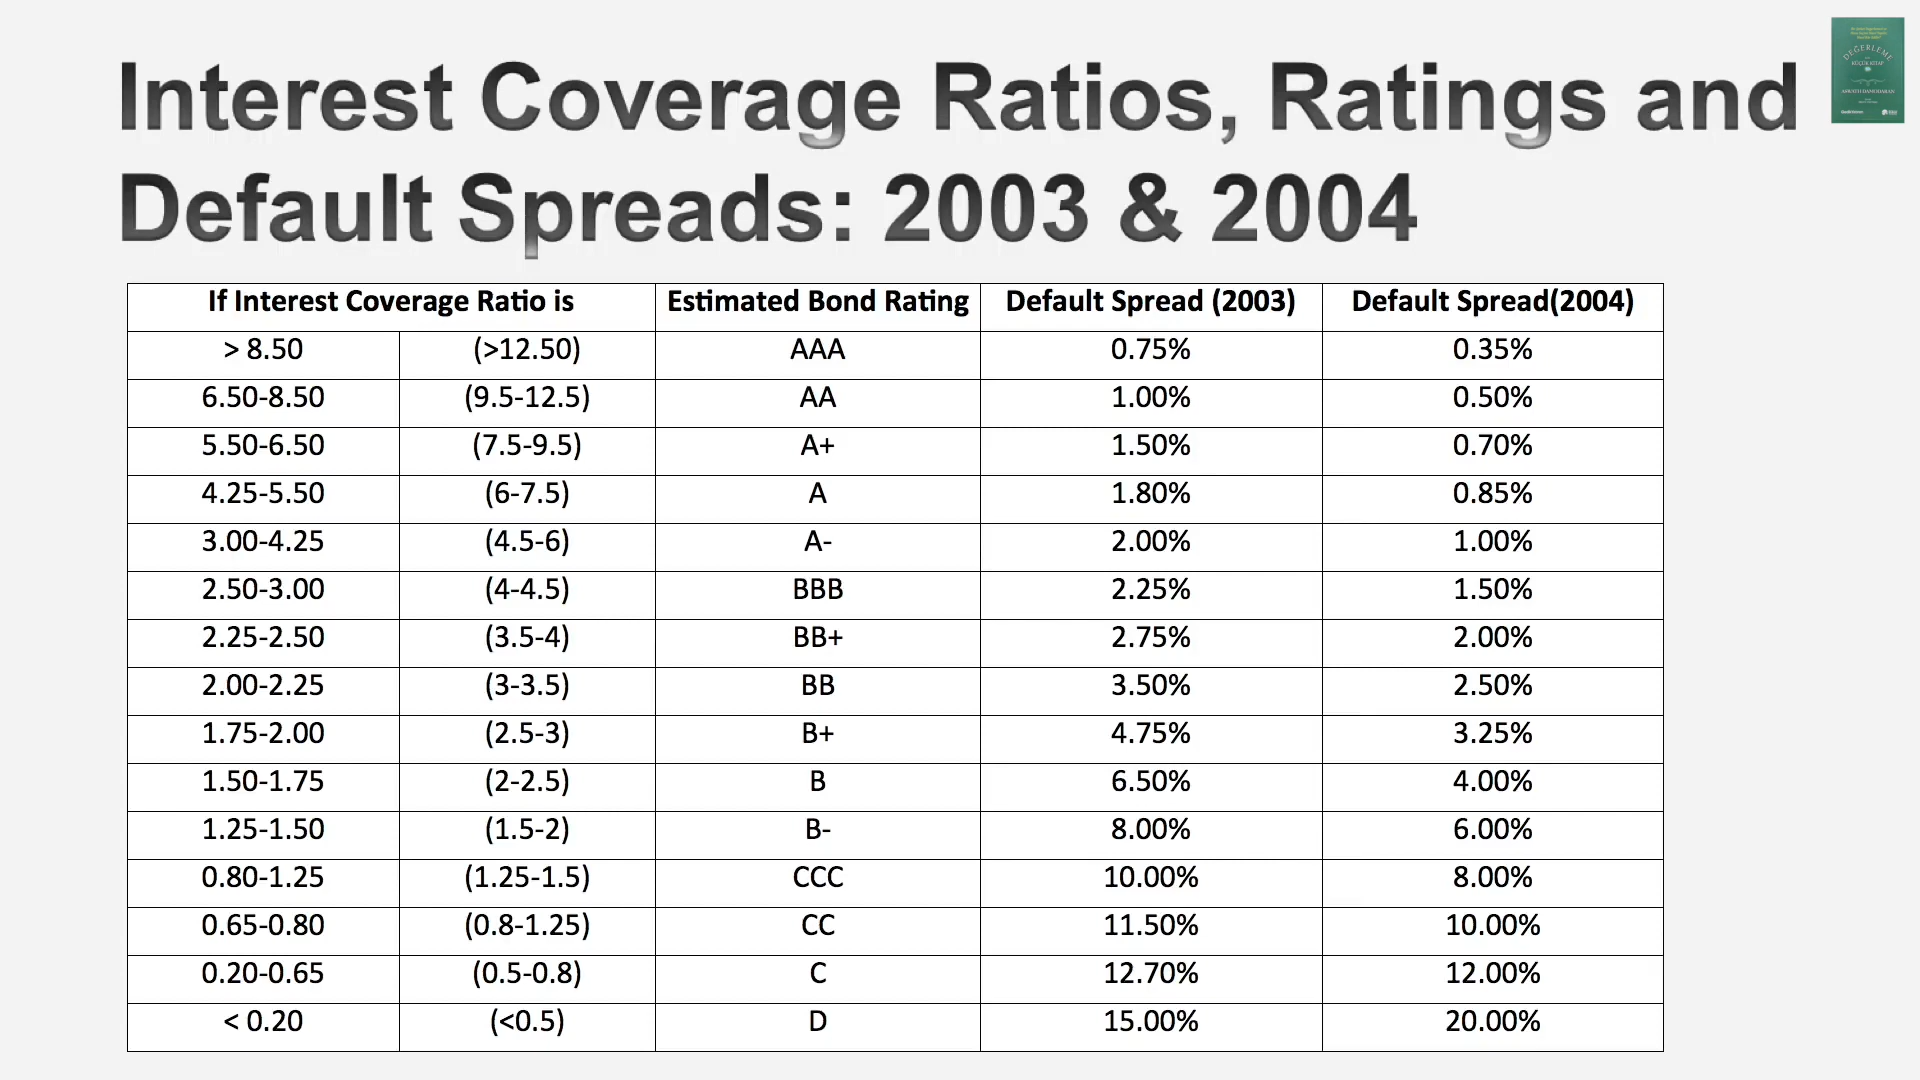 Interest Coverage Ratios, Ratings and
Default Spreads: 2003 & 2004
If Interest Coverage Ratio is Estimated Bond Rating Default Spread (2003) Default Spread(2004)
> 8.50 (>12.50) AAA 0.75% 0.35%
6.50-8.50 (9.5-12.5) AA 1.00% 0.50%
5.50-6.50 (7.5-9.5) A+ 1.50% 0.70%
4.25-5.50 (6-7.5) A 1.80% 0.85%
3.00-4.25 (4.5-6) A- 2.00% 1.00%
2.50-3.00 (4-4.5) BBB 2.25% 1.50%
2.25-2.50 (3.5-4) BB+ 2.75% 2.00%
2.00-2.25 (3-3.5) BB 3.50% 2.50%
1.75-2.00 (2.5-3) B+ 4.75% 3.25%
1.50-1.75 (2-2.5) B 6.50% 4.00%
1.25-1.50 (1.5-2) B- 8.00% 6.00%
0.80-1.25 (1.25-1.5) CCC 10.00% 8.00%
0.65-0.80 (0.8-1.25) CC 11.50% 10.00%
0.20-0.65 (0.5-0.8) C 12.70% 12.00%
< 0.20 (<0.5) D 15.00% 20.00%
DEĞERLEME
KÜÇÜK KİTAP
ASWATH DAMODARAN